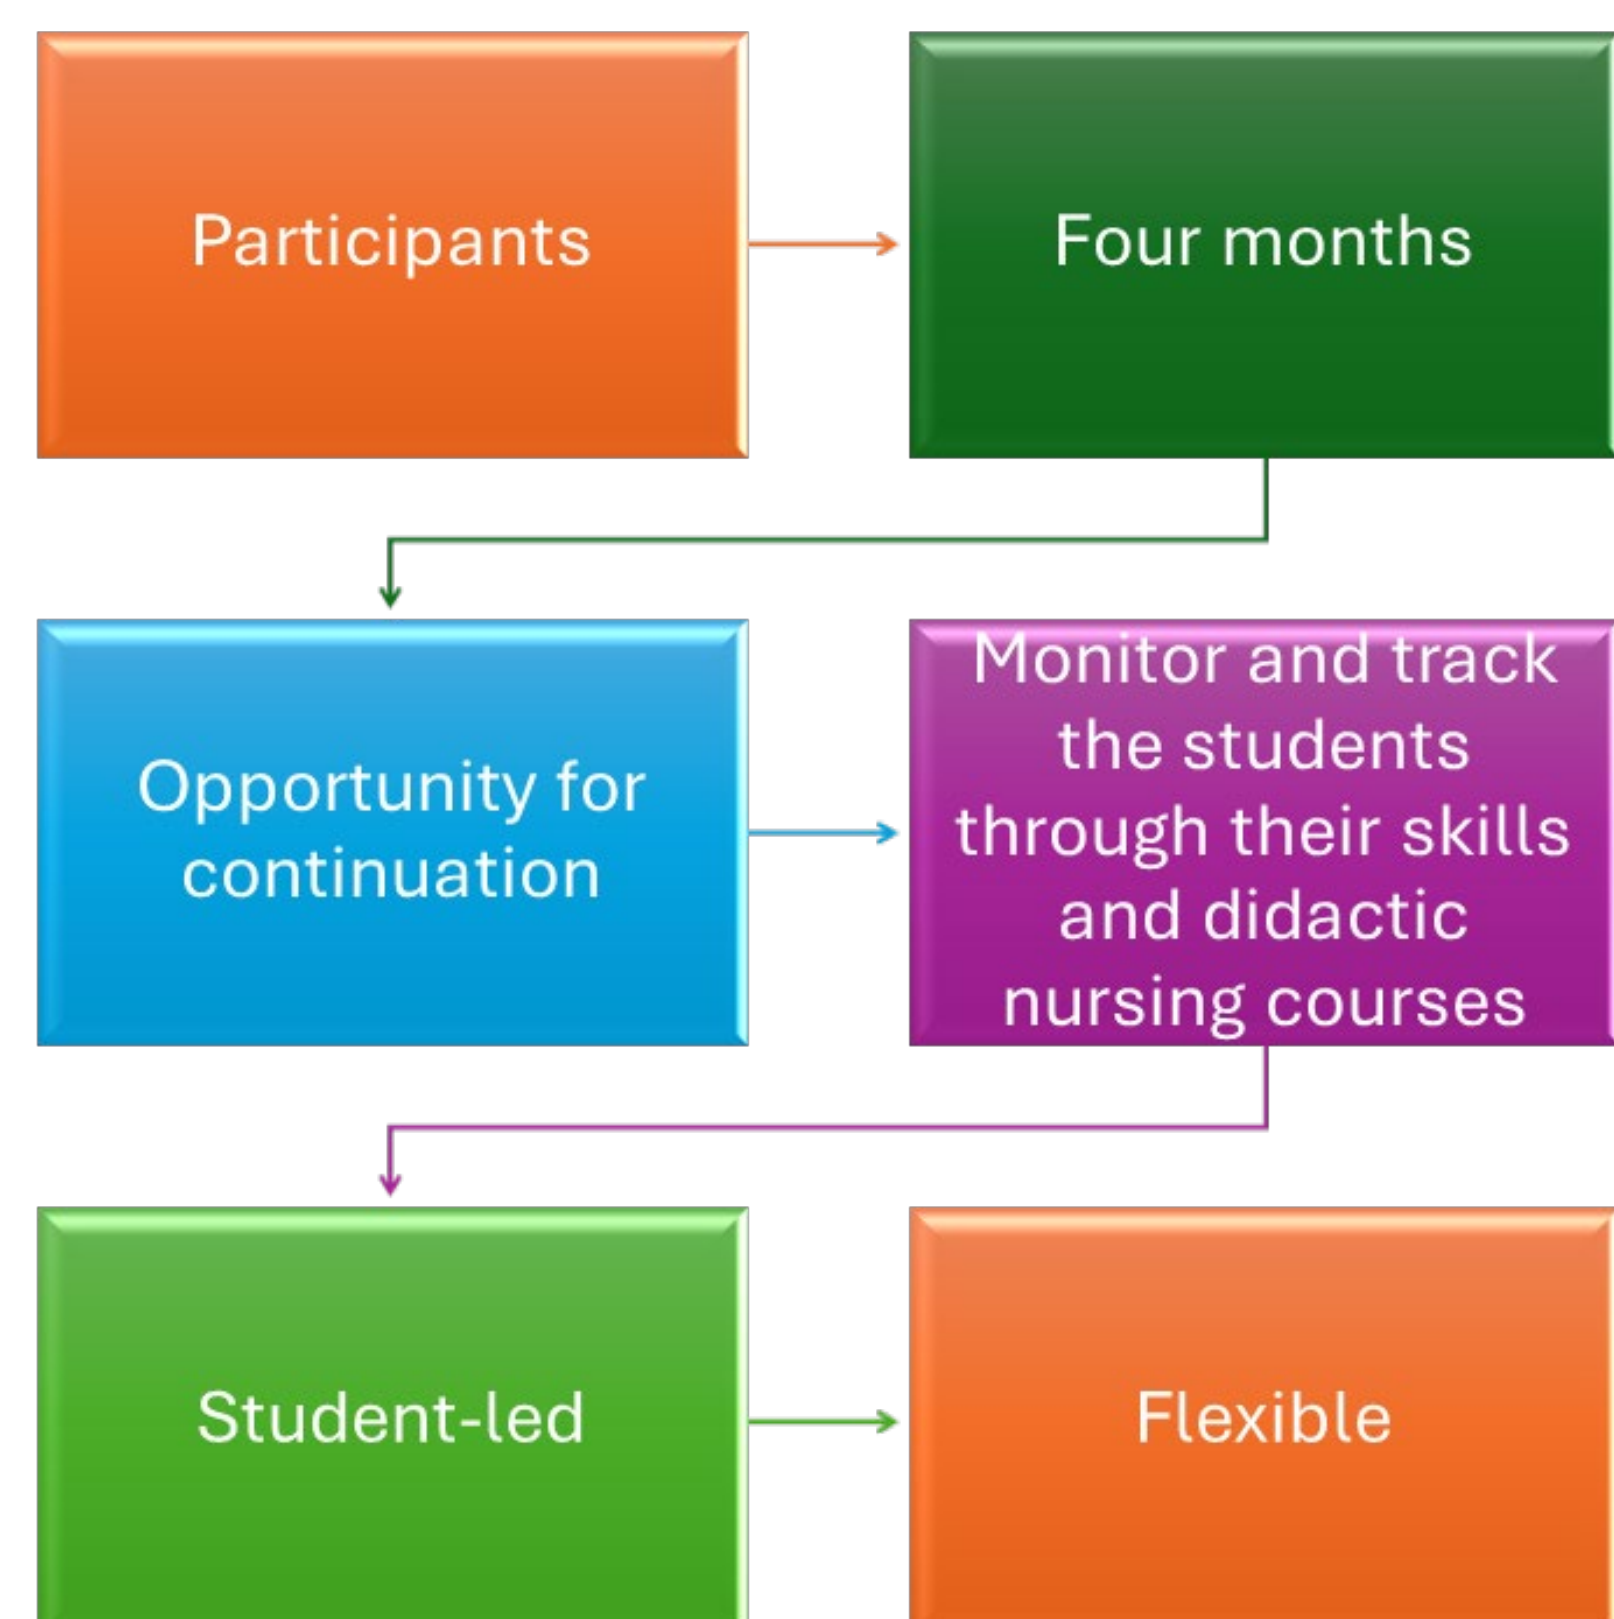 Participants
Four months
Opportunity for
continuation
Monitor and track
the students
through their skills
and didactic
nursing courses
Student-led
Flexible